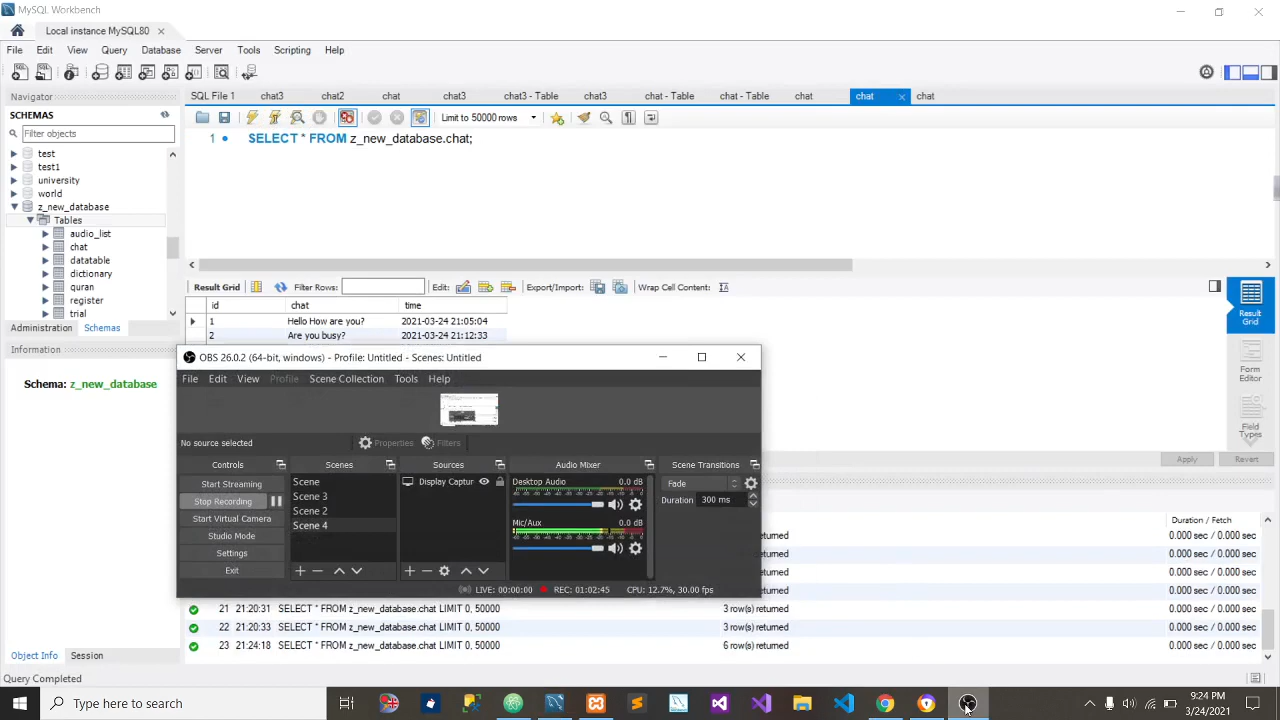 MySQL Workbench
Local instance MySQL80
File Edit View Query Database Server Tools Scripting Help
Navigator
SQL File 1 chat3 chat2 chat chat3 chat3 - Table chat3 chat - Table chat - Table chat chat chat
SCHEMAS
Limit to 50000 rows
Filter objects
1 SELECT * FROM z_new_database.chat;
test
test1
university
world
z_new_database
Tables
audio_list
chat
datatable
dictionary
quran
register
trial
Result Grid Filter Rows: Edit: Export/Import: Wrap Cell Content:
id chat time
1 Hello How are you? 2021-03-24 21:05:04
2 Are you busy? 2021-03-24 21:12:33
Result
Grid
Form
Editor
Field
Types
Apply Revert
Administration Schemas
Information
Schema: z_new_database
OBS 26.0.2 (64-bit, windows) - Profile: Untitled - Scenes: Untitled
File Edit View Profile Scene Collection Tools Help
No source selected Properties Filters
Controls Scenes Sources Audio Mixer Scene Transitions
Start Streaming
Stop Recording
Start Virtual Camera
Studio Mode
Settings
Exit
Scene
Scene 3
Scene 2
Scene 4
Display Captur
Desktop Audio 0.0 dB
Mic/Aux 0.0 dB
Fade
Duration 300 ms
LIVE: 00:00:00 REC: 01:02:45 CPU: 12.7%, 30.00 fps
Duration / Fetch
0.000 sec / 0.000 sec
0.000 sec / 0.000 sec
0.000 sec / 0.000 sec
0.000 sec / 0.000 sec
21 21:20:31 SELECT * FROM z_new_database.chat LIMIT 0, 50000 3 row(s) returned 0.000 sec / 0.000 sec
22 21:20:33 SELECT * FROM z_new_database.chat LIMIT 0, 50000 3 row(s) returned 0.000 sec / 0.000 sec
23 21:24:18 SELECT * FROM z_new_database.chat LIMIT 0, 50000 6 row(s) returned 0.000 sec / 0.000 sec
Object Info Session
Query Completed
Type here to search
9:24 PM
3/24/2021